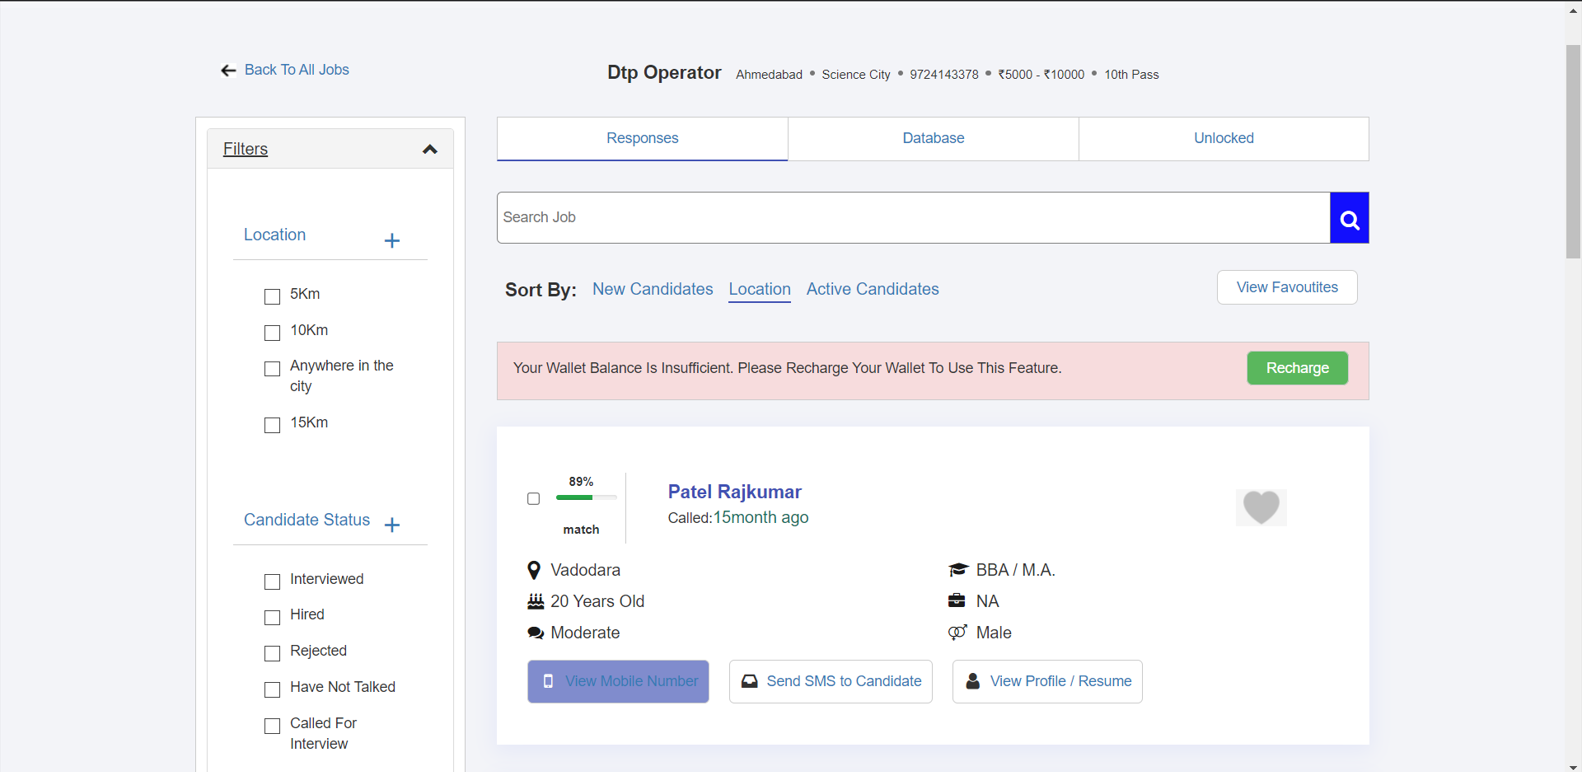 Back To All Jobs
Dtp Operator Ahmedabad • Science City • 9724143378 • ₹5000 - ₹10000 • 10th Pass
Filters
Location
5Km
10Km
Anywhere in the
city
15Km
Candidate Status
Interviewed
Hired
Rejected
Have Not Talked
Called For
Interview
Responses
Database
Unlocked
Search Job
Sort By: New Candidates Location Active Candidates
View Favoutites
Your Wallet Balance Is Insufficient. Please Recharge Your Wallet To Use This Feature.
Recharge
89%
match
Patel Rajkumar
Called:15month ago
Vadodara
BBA / M.A.
20 Years Old
NA
Moderate
Male
View Mobile Number
Send SMS to Candidate
View Profile / Resume